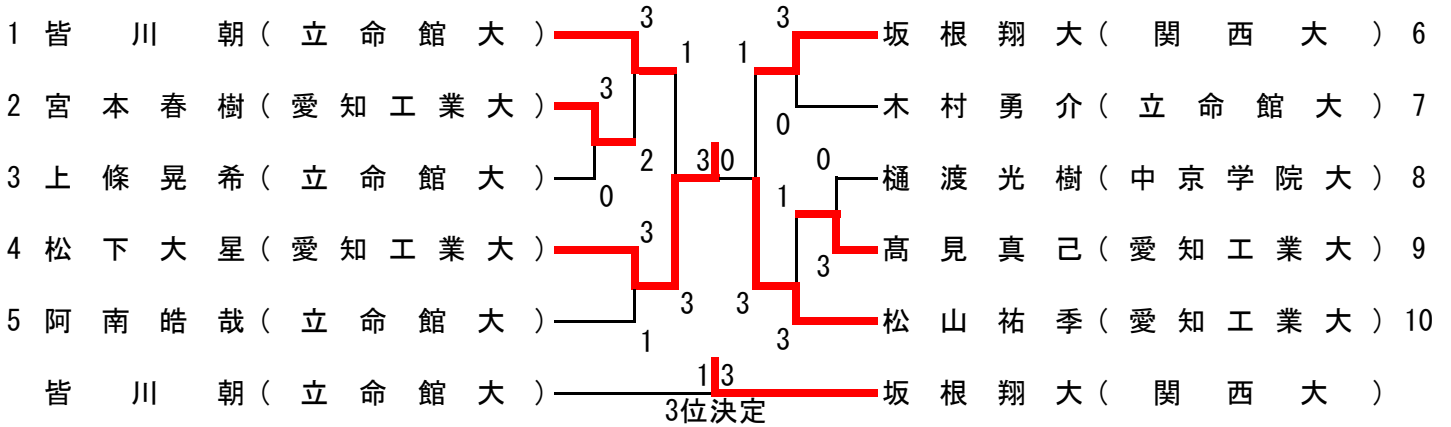 3 3
1 皆川朝(立命館大) 坂根翔大(関西大) 6
1 1
3
2 宮本春樹(愛知工業大) 木村勇介(立命館大) 7
0
2 3 0 0
3 上條晃希(立命館大) 樋渡光樹(中京学院大) 8
0 1
3
4 松下大星(愛知工業大) 髙見真己(愛知工業大) 9
3
3 3
5 阿南皓哉(立命館大) 松山祐季(愛知工業大) 10
1 3
1 3
皆川朝(立命館大) 坂根翔大(関西大)
3位決定